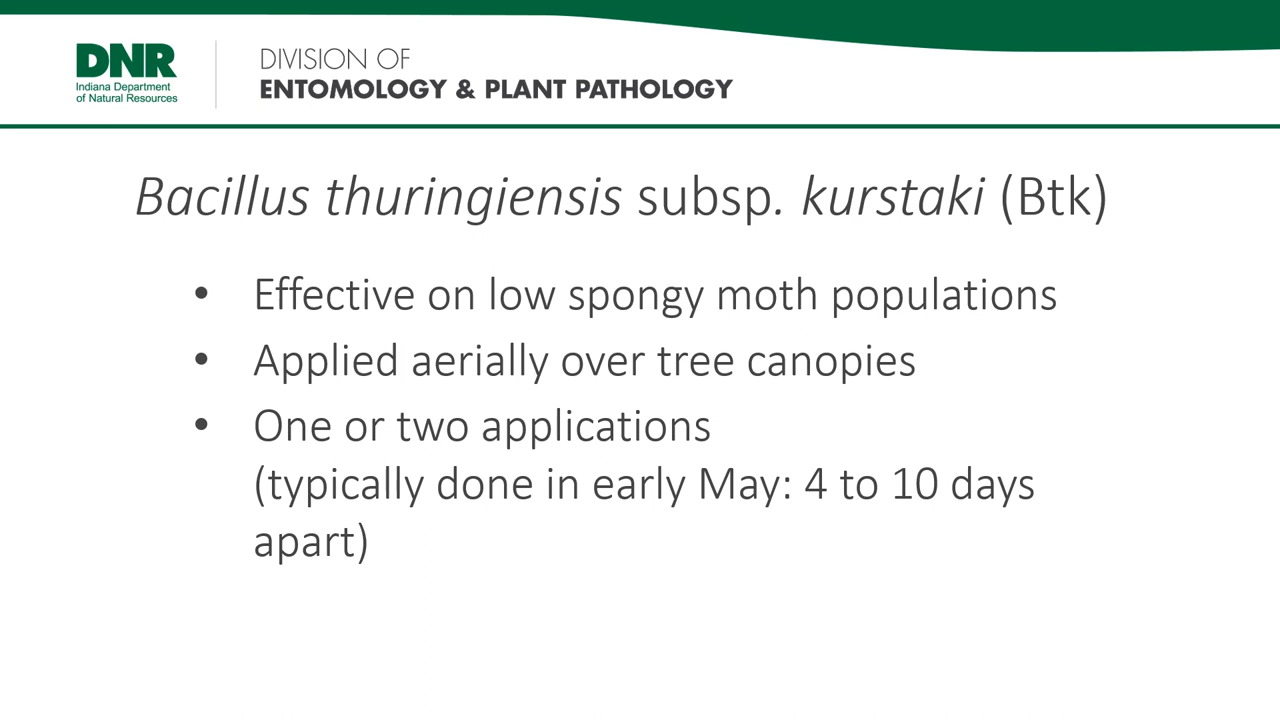 DNR
Indiana Department
of Natural Resources
DIVISION OF
ENTOMOLOGY & PLANT PATHOLOGY
Bacillus thuringiensis subsp. kurstaki (Btk)
• Effective on low spongy moth populations
• Applied aerially over tree canopies
• One or two applications
(typically done in early May: 4 to 10 days
apart)